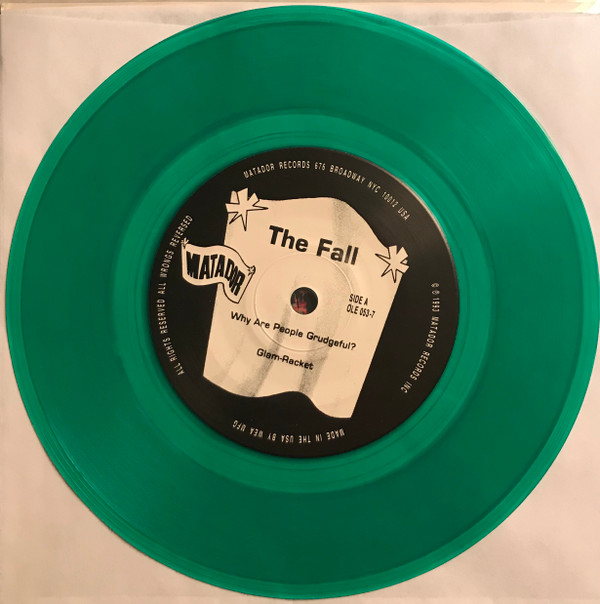 MATADOR RECORDS 676 BROADWAY NYC 10012 USA
The Fall
MATADOR
SIDE A
OLE 053-7
Why Are People Grudgeful?
Glam-Racket
© ℗ 1993 MATADOR RECORDS INC
MADE IN THE USA BY WEA MFG
ALL RIGHTS RESERVED ALL WRONGS REVERSED